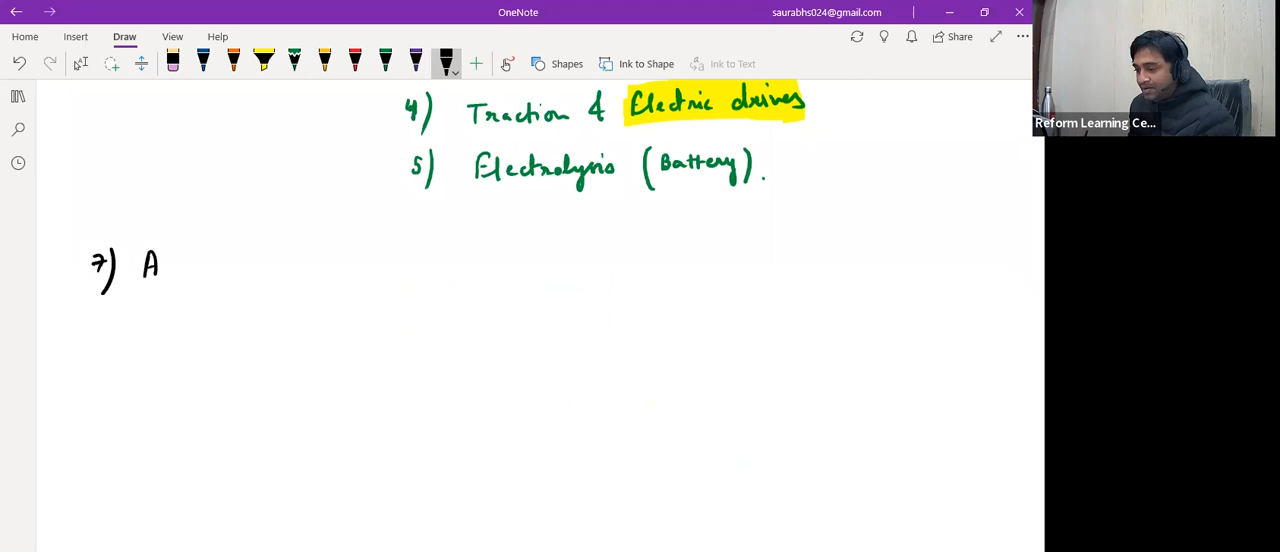 OneNote
saurabhs024@gmail.com
Home Insert Draw View Help
Share
Shapes Ink to Shape Ink to Text
4) Traction & Electric drives
5) Electrolysis (Battery).
7) A
Reform Learning Ce...